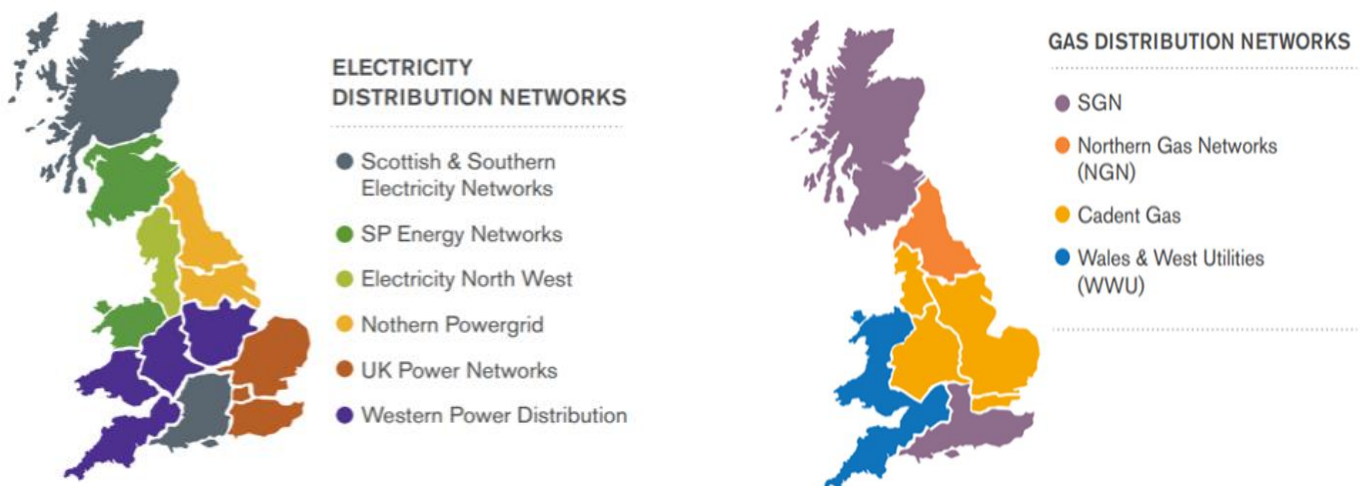 ELECTRICITY
DISTRIBUTION NETWORKS
Scottish & Southern
Electricity Networks
SP Energy Networks
Electricity North West
Nothern Powergrid
UK Power Networks
Western Power Distribution
GAS DISTRIBUTION NETWORKS
SGN
Northern Gas Networks
(NGN)
Cadent Gas
Wales & West Utilities
(WWU)